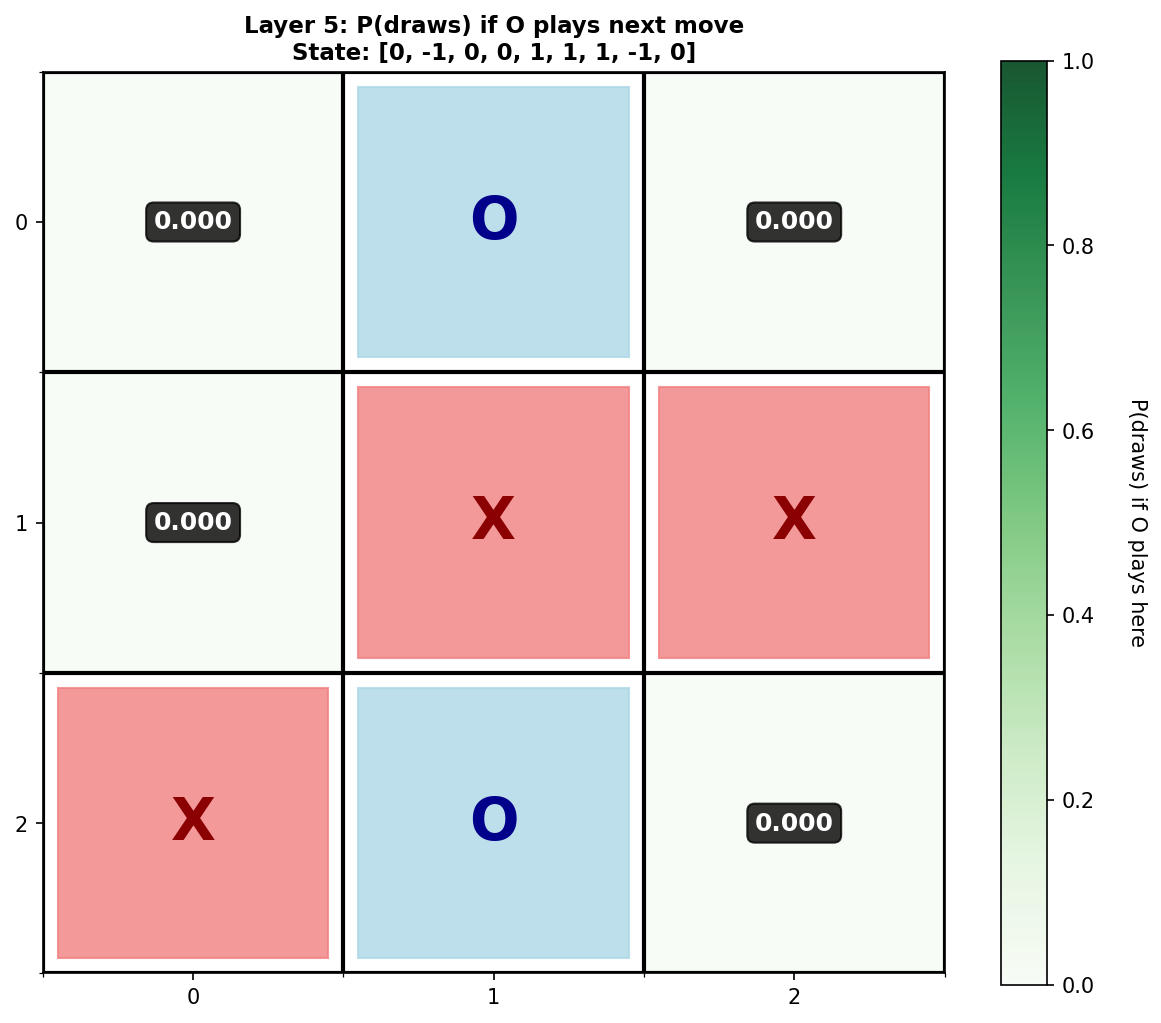 Layer 5: P(draws) if O plays next move
State: [0, -1, 0, 0, 1, 1, 1, -1, 0]
0.000 O 0.000
0.000 X X
X O 0.000
0
1
2
0 1 2
1.0
0.8
0.6
0.4
0.2
0.0
P(draws) if O plays here